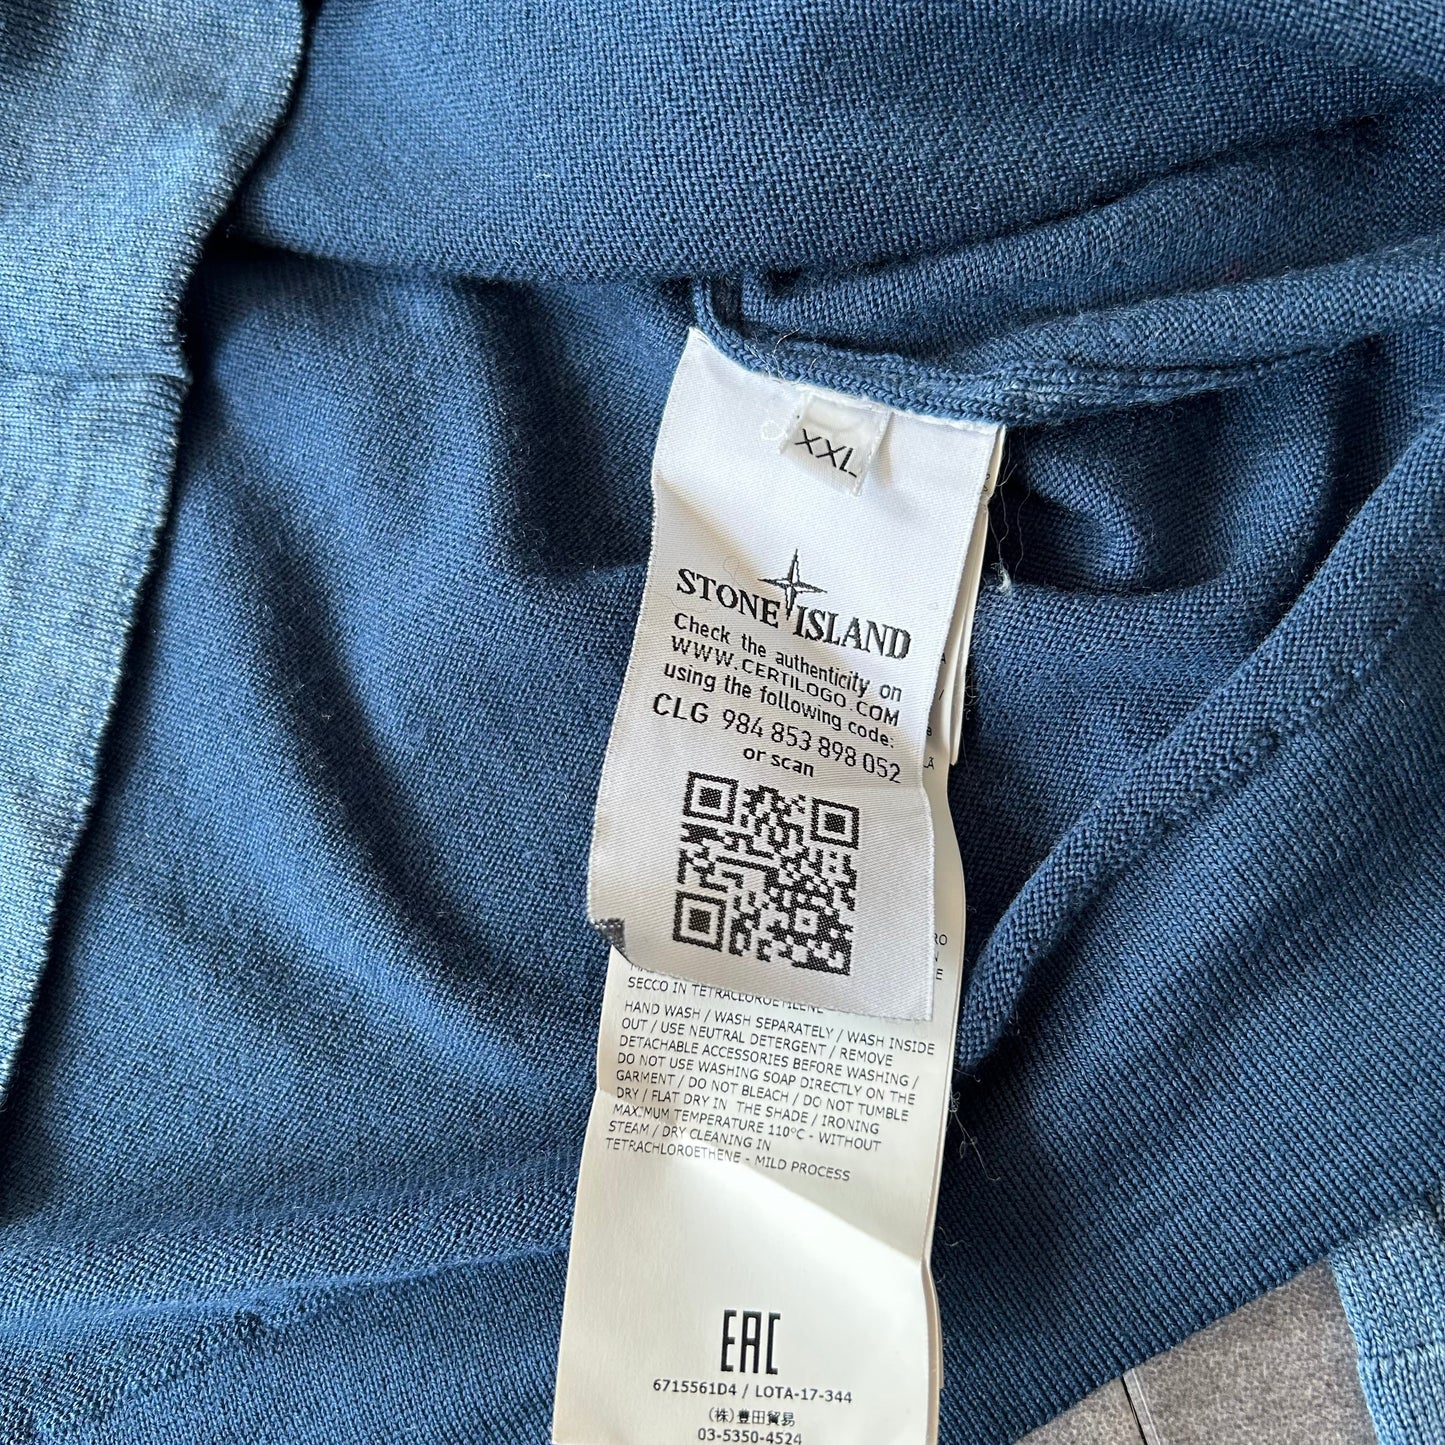 XXL
STONE ISLAND
Check the authenticity on
WWW.CERTILOGO.COM
using the following code:
CLG 984 853 898 052
or scan
SECCO IN TETRACLOROETILENE
HAND WASH / WASH SEPARATELY / WASH INSIDE
OUT / USE NEUTRAL DETERGENT / REMOVE
DETACHABLE ACCESSORIES BEFORE WASHING /
DO NOT USE WASHING SOAP DIRECTLY ON THE
GARMENT / DO NOT BLEACH / DO NOT TUMBLE
DRY / FLAT DRY IN THE SHADE / IRONING
MAXIMUM TEMPERATURE 110°C - WITHOUT
STEAM / DRY CLEANING IN
TETRACHLOROETHENE - MILD PROCESS
EAC
6715561D4 / LOTA-17-344
(株)豊田貿易
03-5350-4524